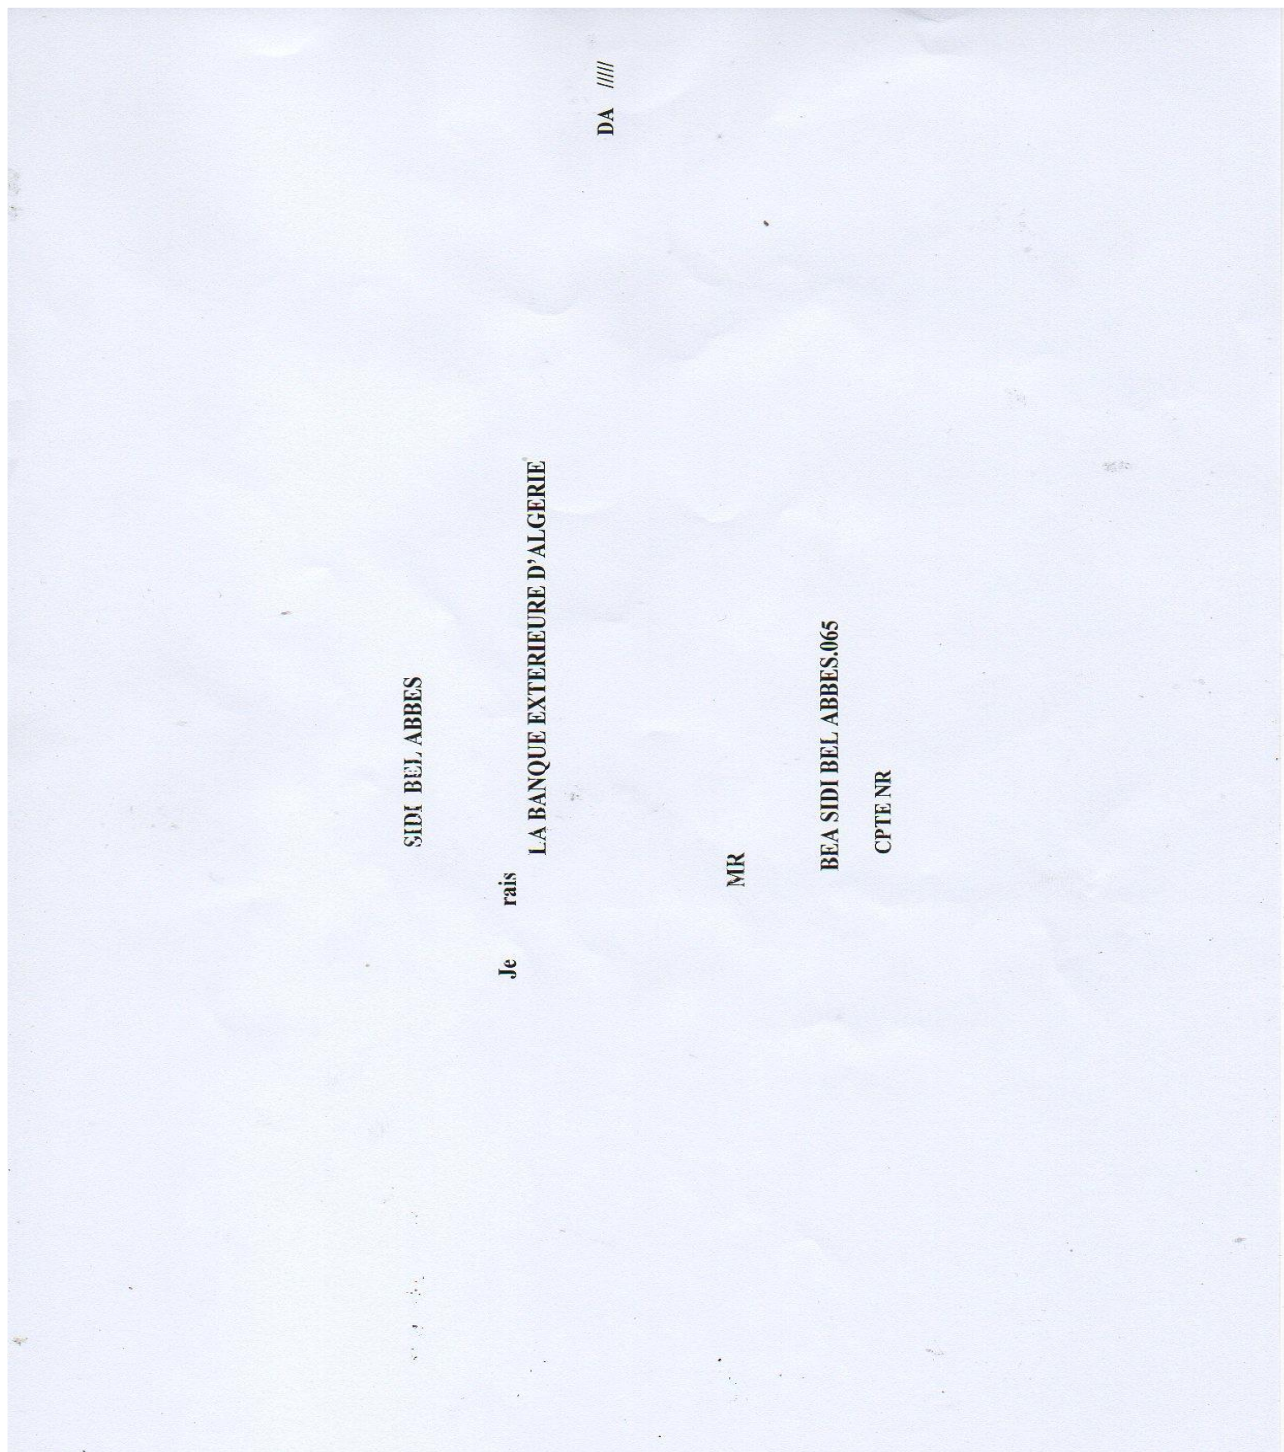 SIDI BEL ABBES
Je rais
LA BANQUE EXTERIEURE D'ALGERIE
DA /////
MR
BEA SIDI BEL ABBES.065
CPTE NR